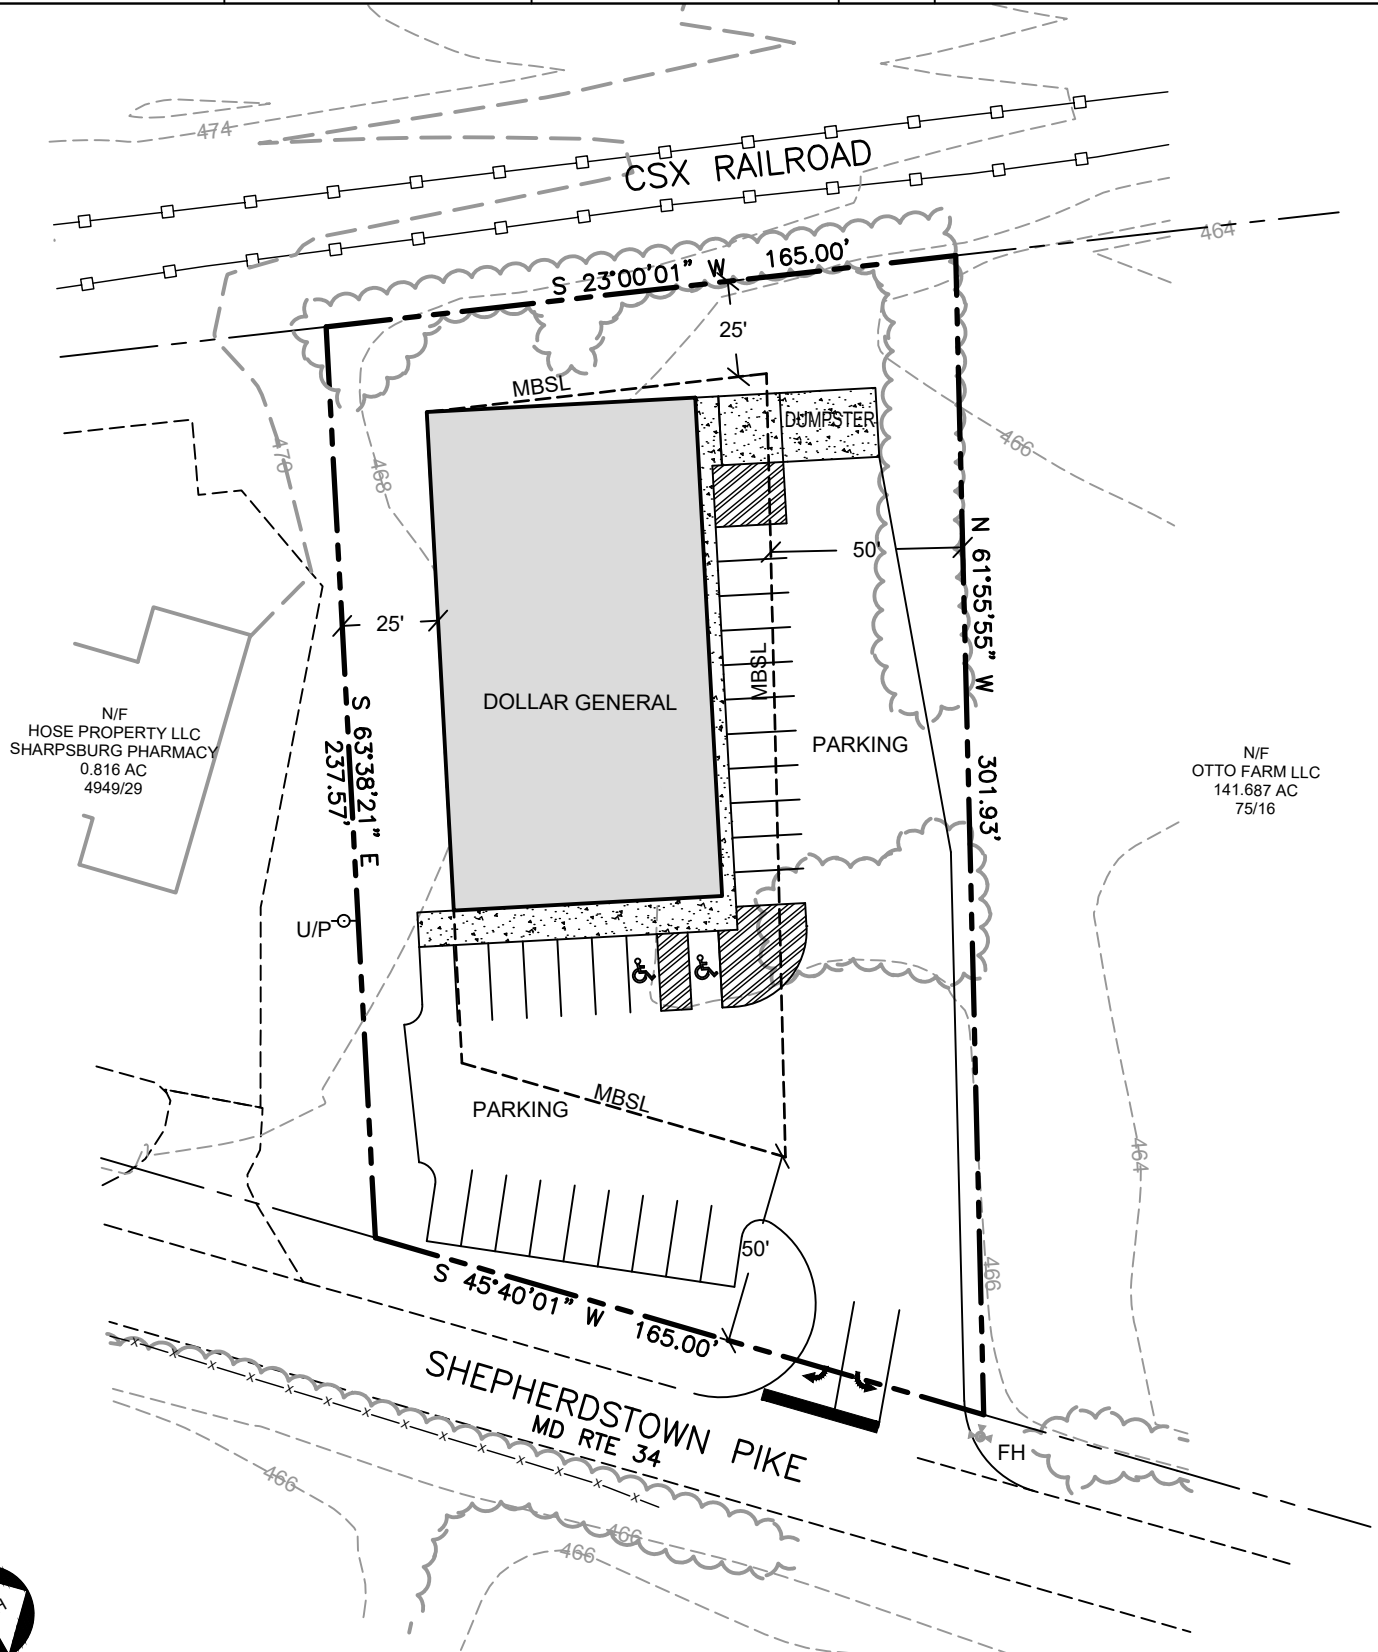 474
CSX RAILROAD
464
S 23°00'01" W 165.00'
25'
MBSL
DUMPSTER
470
468
466
50'
N 61°55'55" W 301.93'
25'
MBSL
DOLLAR GENERAL
PARKING
S 63°38'21" E
237.57'
N/F
HOSE PROPERTY LLC
SHARPSBURG PHARMACY
0.816 AC
4949/29
N/F
OTTO FARM LLC
141.687 AC
75/16
U/P
PARKING
MBSL
464
50'
466
S 45°40'01" W 165.00'
SHEPHERDSTOWN PIKE
MD RTE 34
FH
466
466
466